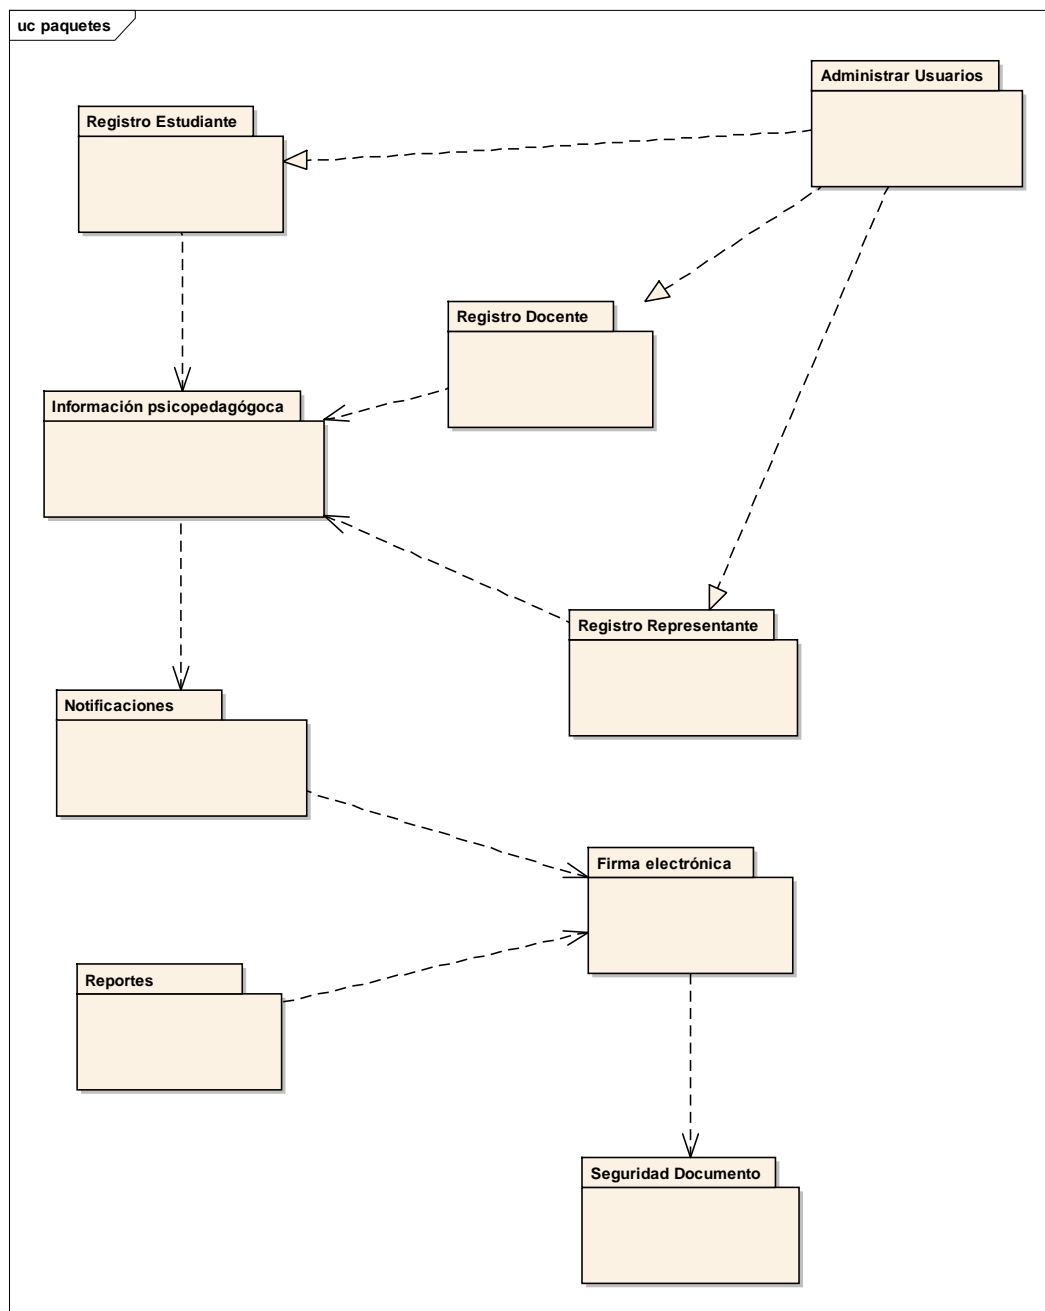 uc paquetes
Administrar Usuarios
Registro Estudiante
Registro Docente
Información psicopedagógoca
Registro Representante
Notificaciones
Firma electrónica
Reportes
Seguridad Documento